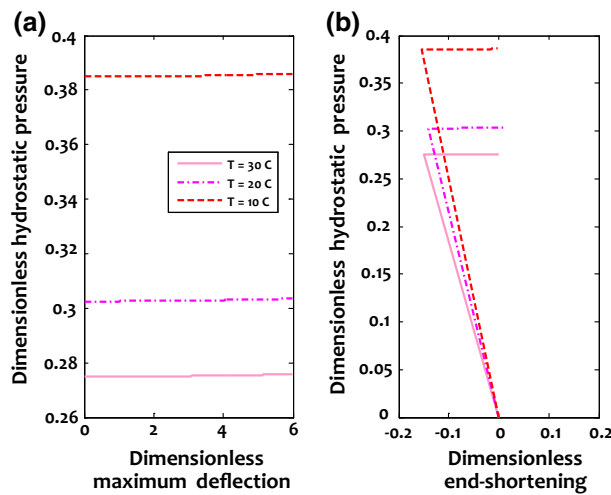 (a)
0.4
0.38
0.36
0.34
0.32
0.3
0.28
0.26
0
2
4
6
Dimensionless hydrostatic pressure
Dimensionless
maximum deflection
T = 30 C
T = 20 C
T = 10 C
(b)
0.4
0.35
0.3
0.25
0.2
0.15
0.1
0.05
0
-0.2
-0.1
0
0.1
0.2
Dimensionless hydrostatic pressure
Dimensionless
end-shortening